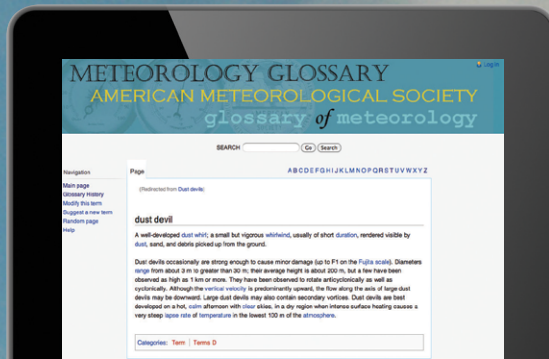 Log in
METEOROLOGY GLOSSARY
AMERICAN METEOROLOGICAL SOCIETY
glossary of meteorology
SEARCH Go Search
Navigation
Main page
Glossary History
Modify this term
Suggest a new term
Random page
Help
Page
A B C D E F G H I J K L M N O P Q R S T U V W X Y Z
(Redirected from Dust devils)
dust devil
A well-developed dust whirl; a small but vigorous whirlwind, usually of short duration, rendered visible by
dust, sand, and debris picked up from the ground.
Dust devils occasionally are strong enough to cause minor damage (up to F1 on the Fujita scale). Diameters
range from about 3 m to greater than 30 m; their average height is about 200 m, but a few have been
observed as high as 1 km or more. They have been observed to rotate anticyclonically as well as
cyclonically. Although the vertical velocity is predominantly upward, the flow along the axis of large dust
devils may be downward. Large dust devils may also contain secondary vortices. Dust devils are best
developed on a hot, calm afternoon with clear skies, in a dry region when intense surface heating causes a
very steep lapse rate of temperature in the lowest 100 m of the atmosphere.
Categories: Term | Terms D